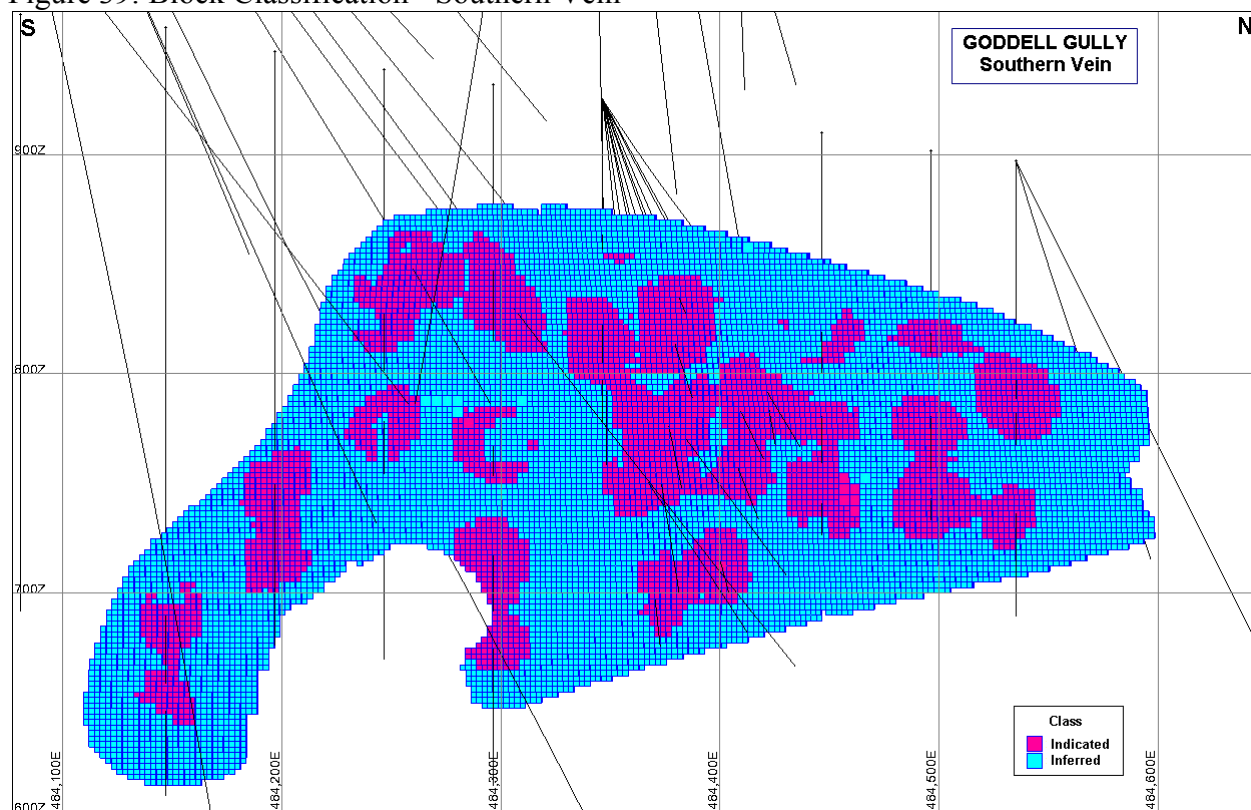 Figure 39: Block Classification - Southern Vein
S
N
GODDELL GULLY
Southern Vein
900Z
800Z
700Z
600Z
484,100E
484,200E
484,300E
484,400E
484,500E
484,600E
Class
Indicated
Inferred